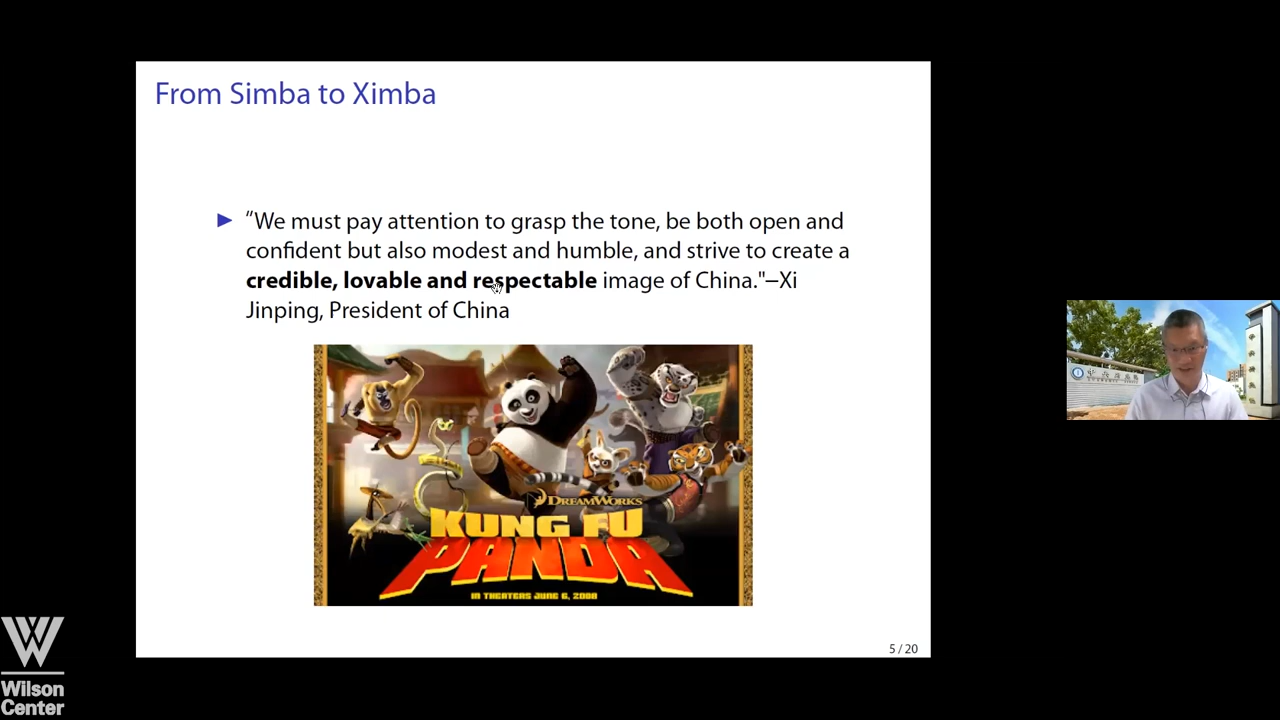 From Simba to Ximba
“We must pay attention to grasp the tone, be both open and
confident but also modest and humble, and strive to create a
credible, lovable and respectable image of China."–Xi
Jinping, President of China
DREAMWORKS
KUNG FU
PANDA
IN THEATERS JUNE 6, 2008
5 / 20
Wilson
Center